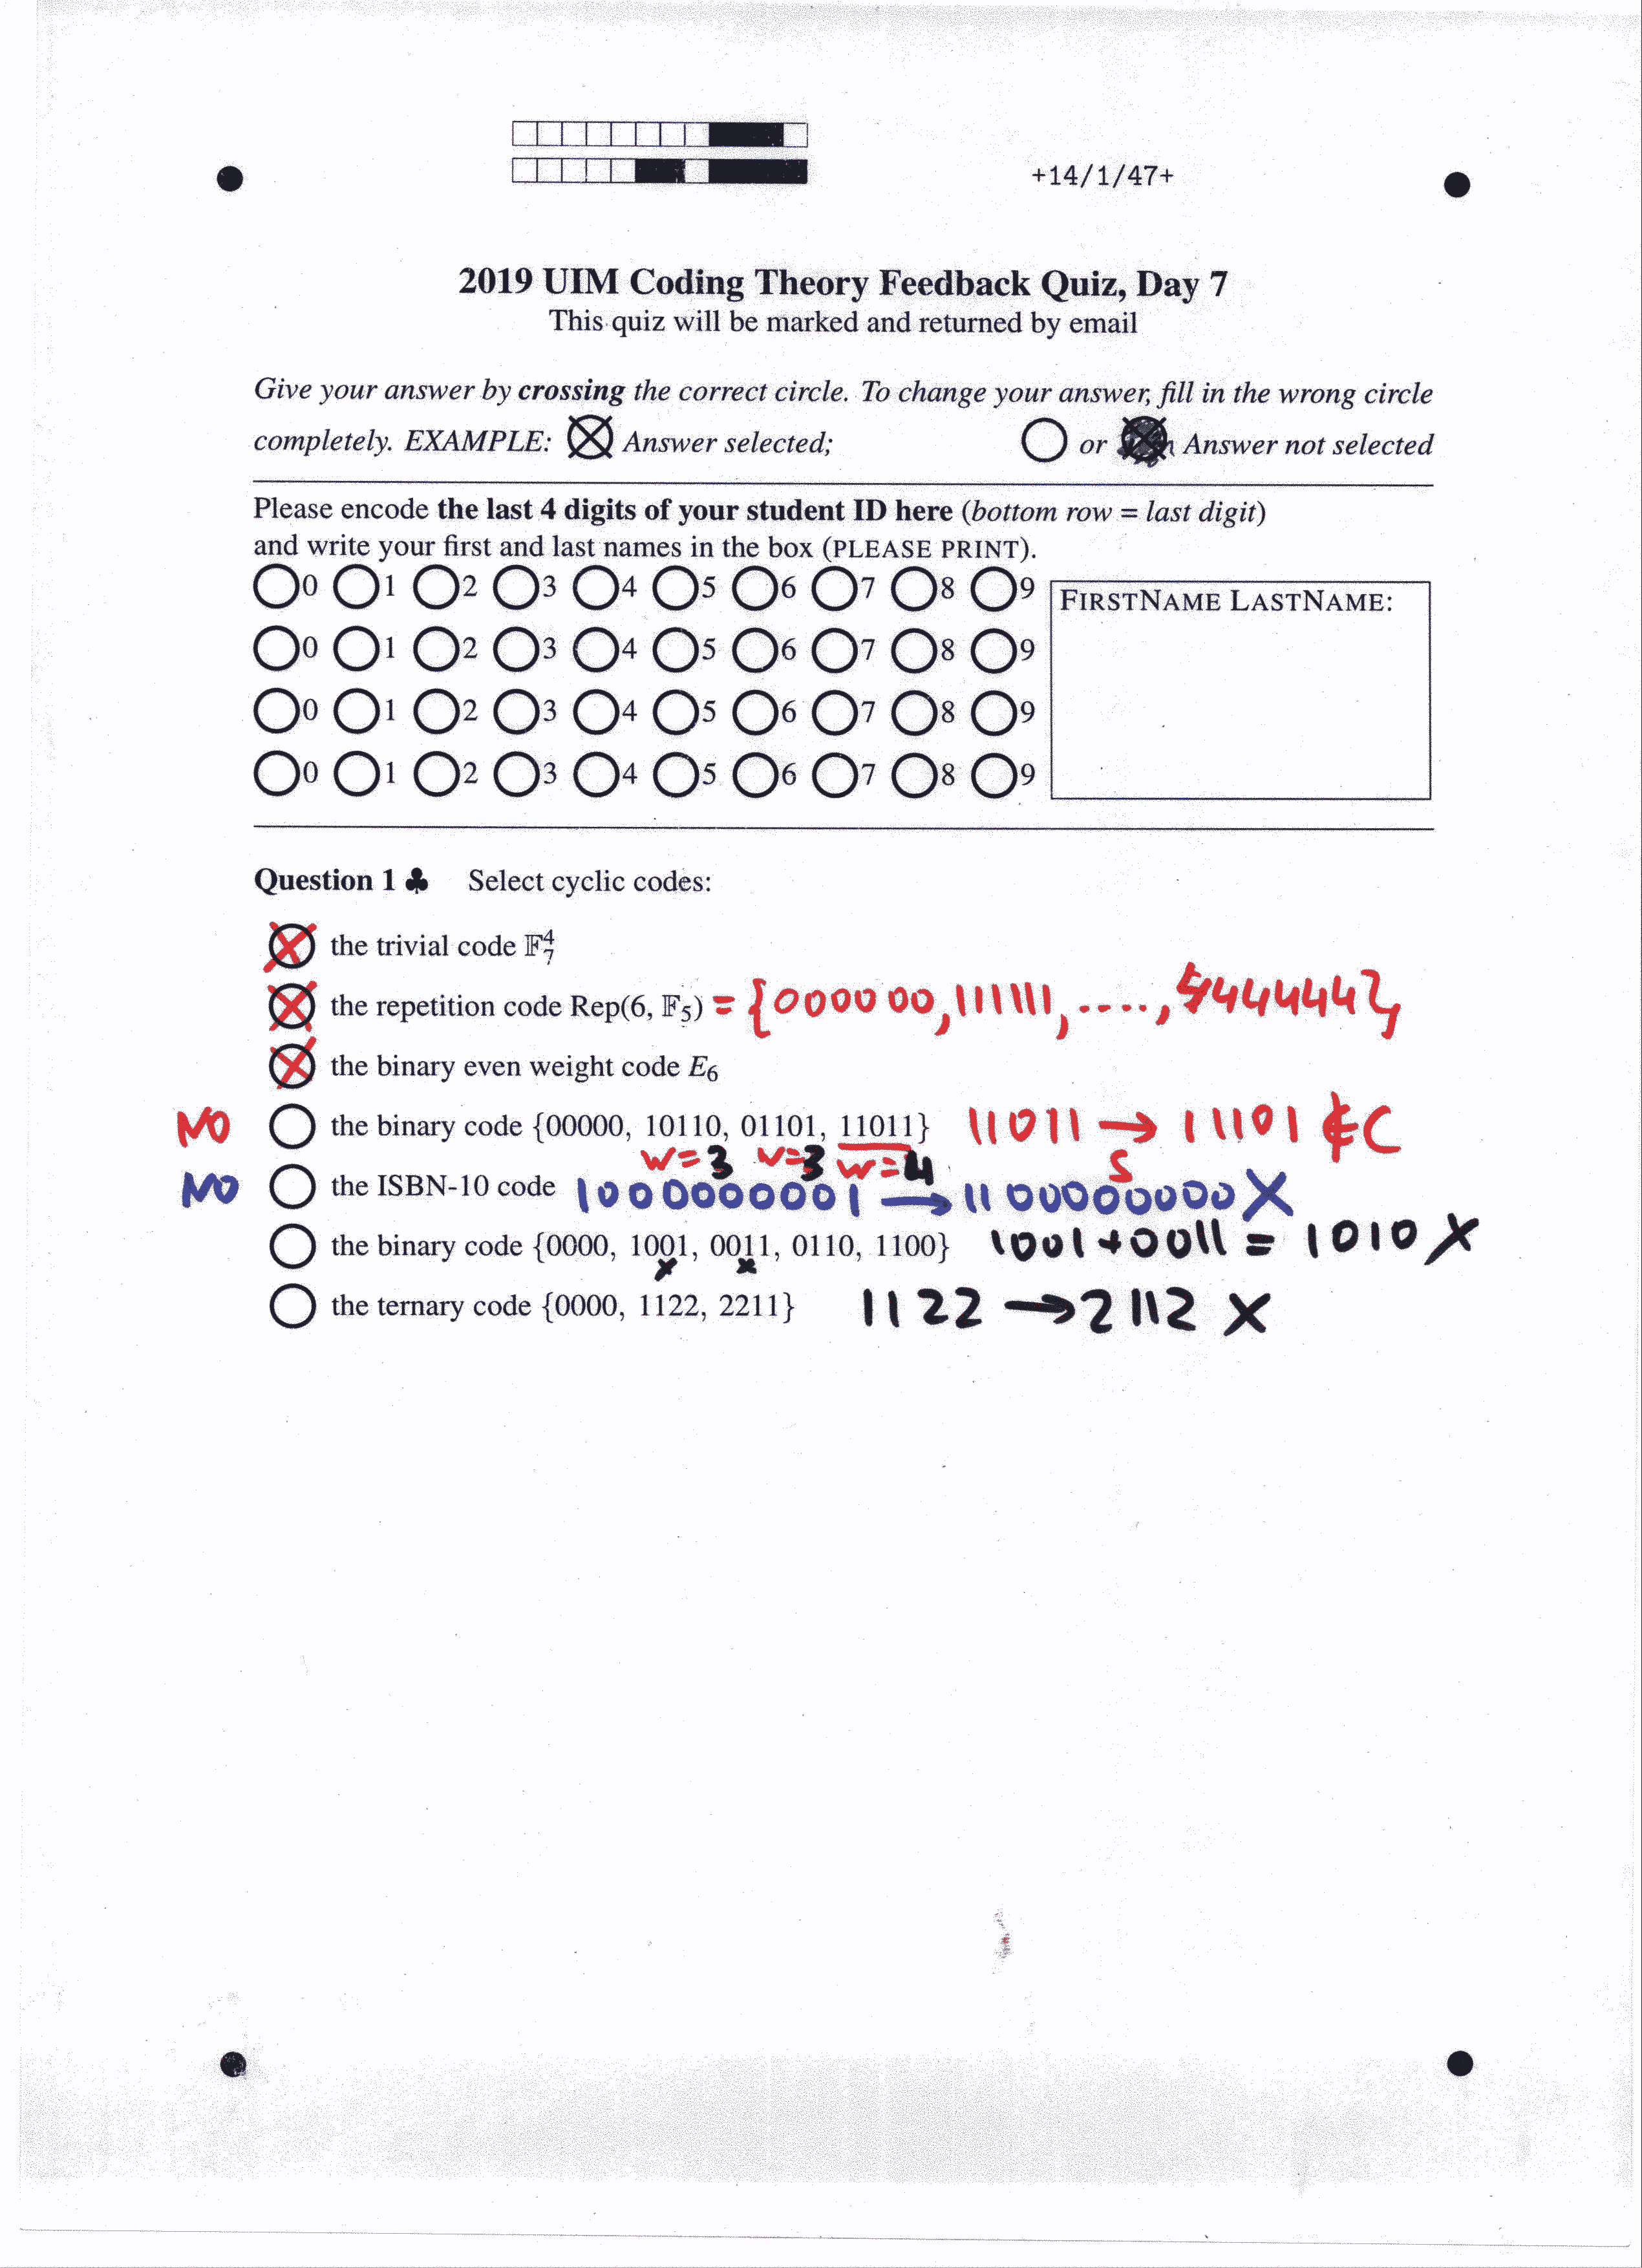 +14/1/47+
2019 UIM Coding Theory Feedback Quiz, Day 7
This quiz will be marked and returned by email
Give your answer by crossing the correct circle. To change your answer, fill in the wrong circle
completely. EXAMPLE: Answer selected; or Answer not selected
Please encode the last 4 digits of your student ID here (bottom row = last digit)
and write your first and last names in the box (PLEASE PRINT).
0 1 2 3 4 5 6 7 8 9
FIRSTNAME LASTNAME:
0 1 2 3 4 5 6 7 8 9
0 1 2 3 4 5 6 7 8 9
0 1 2 3 4 5 6 7 8 9
Question 1 ♣ Select cyclic codes:
the trivial code 𝔽₇⁴
the repetition code Rep(6, 𝔽₅) = {000000,111111,....,444444}
the binary even weight code E₆
NO the binary code {00000, 10110, 01101, 11011} 11011 → 11101 ∉ C
w=3 w=3 w=4 S
NO the ISBN-10 code 1000000001 → 1100000000 X
the binary code {0000, 1001, 0011, 0110, 1100} 1001+0011 = 1010 X
x x
the ternary code {0000, 1122, 2211} 1122 → 2112 X